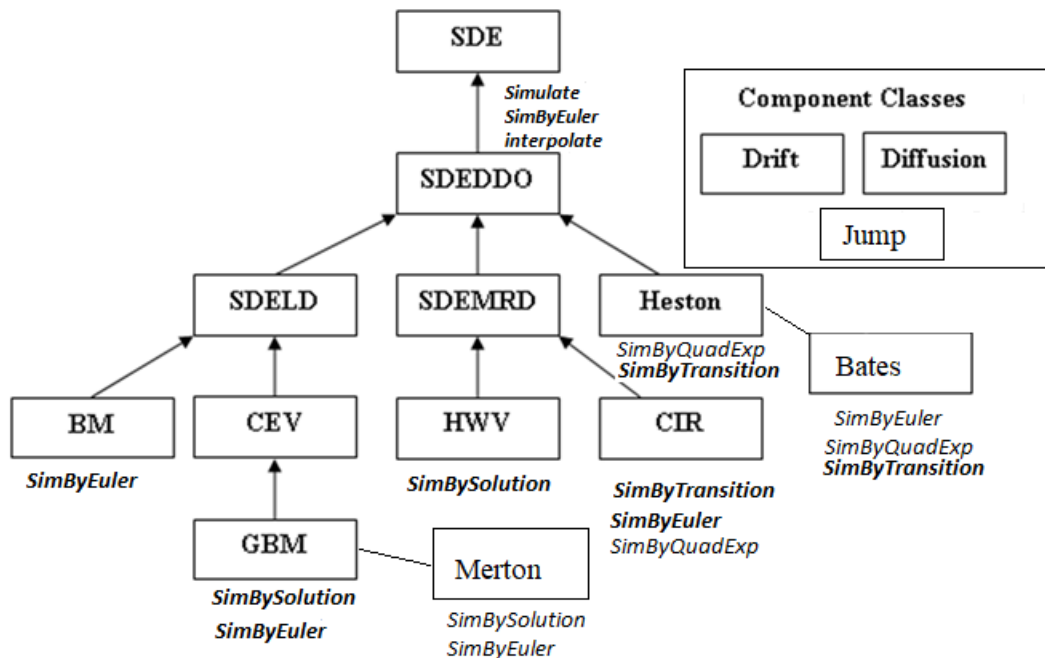 SDE
Simulate
SimByEuler
interpolate
Component Classes
Drift
Diffusion
Jump
SDEDDO
SDELD
SDEMRD
Heston
SimByQuadExp
SimByTransition
Bates
SimByEuler
SimByQuadExp
SimByTransition
BM
SimByEuler
CEV
HWV
SimBySolution
CIR
SimByTransition
SimByEuler
SimByQuadExp
GBM
SimBySolution
SimByEuler
Merton
SimBySolution
SimByEuler